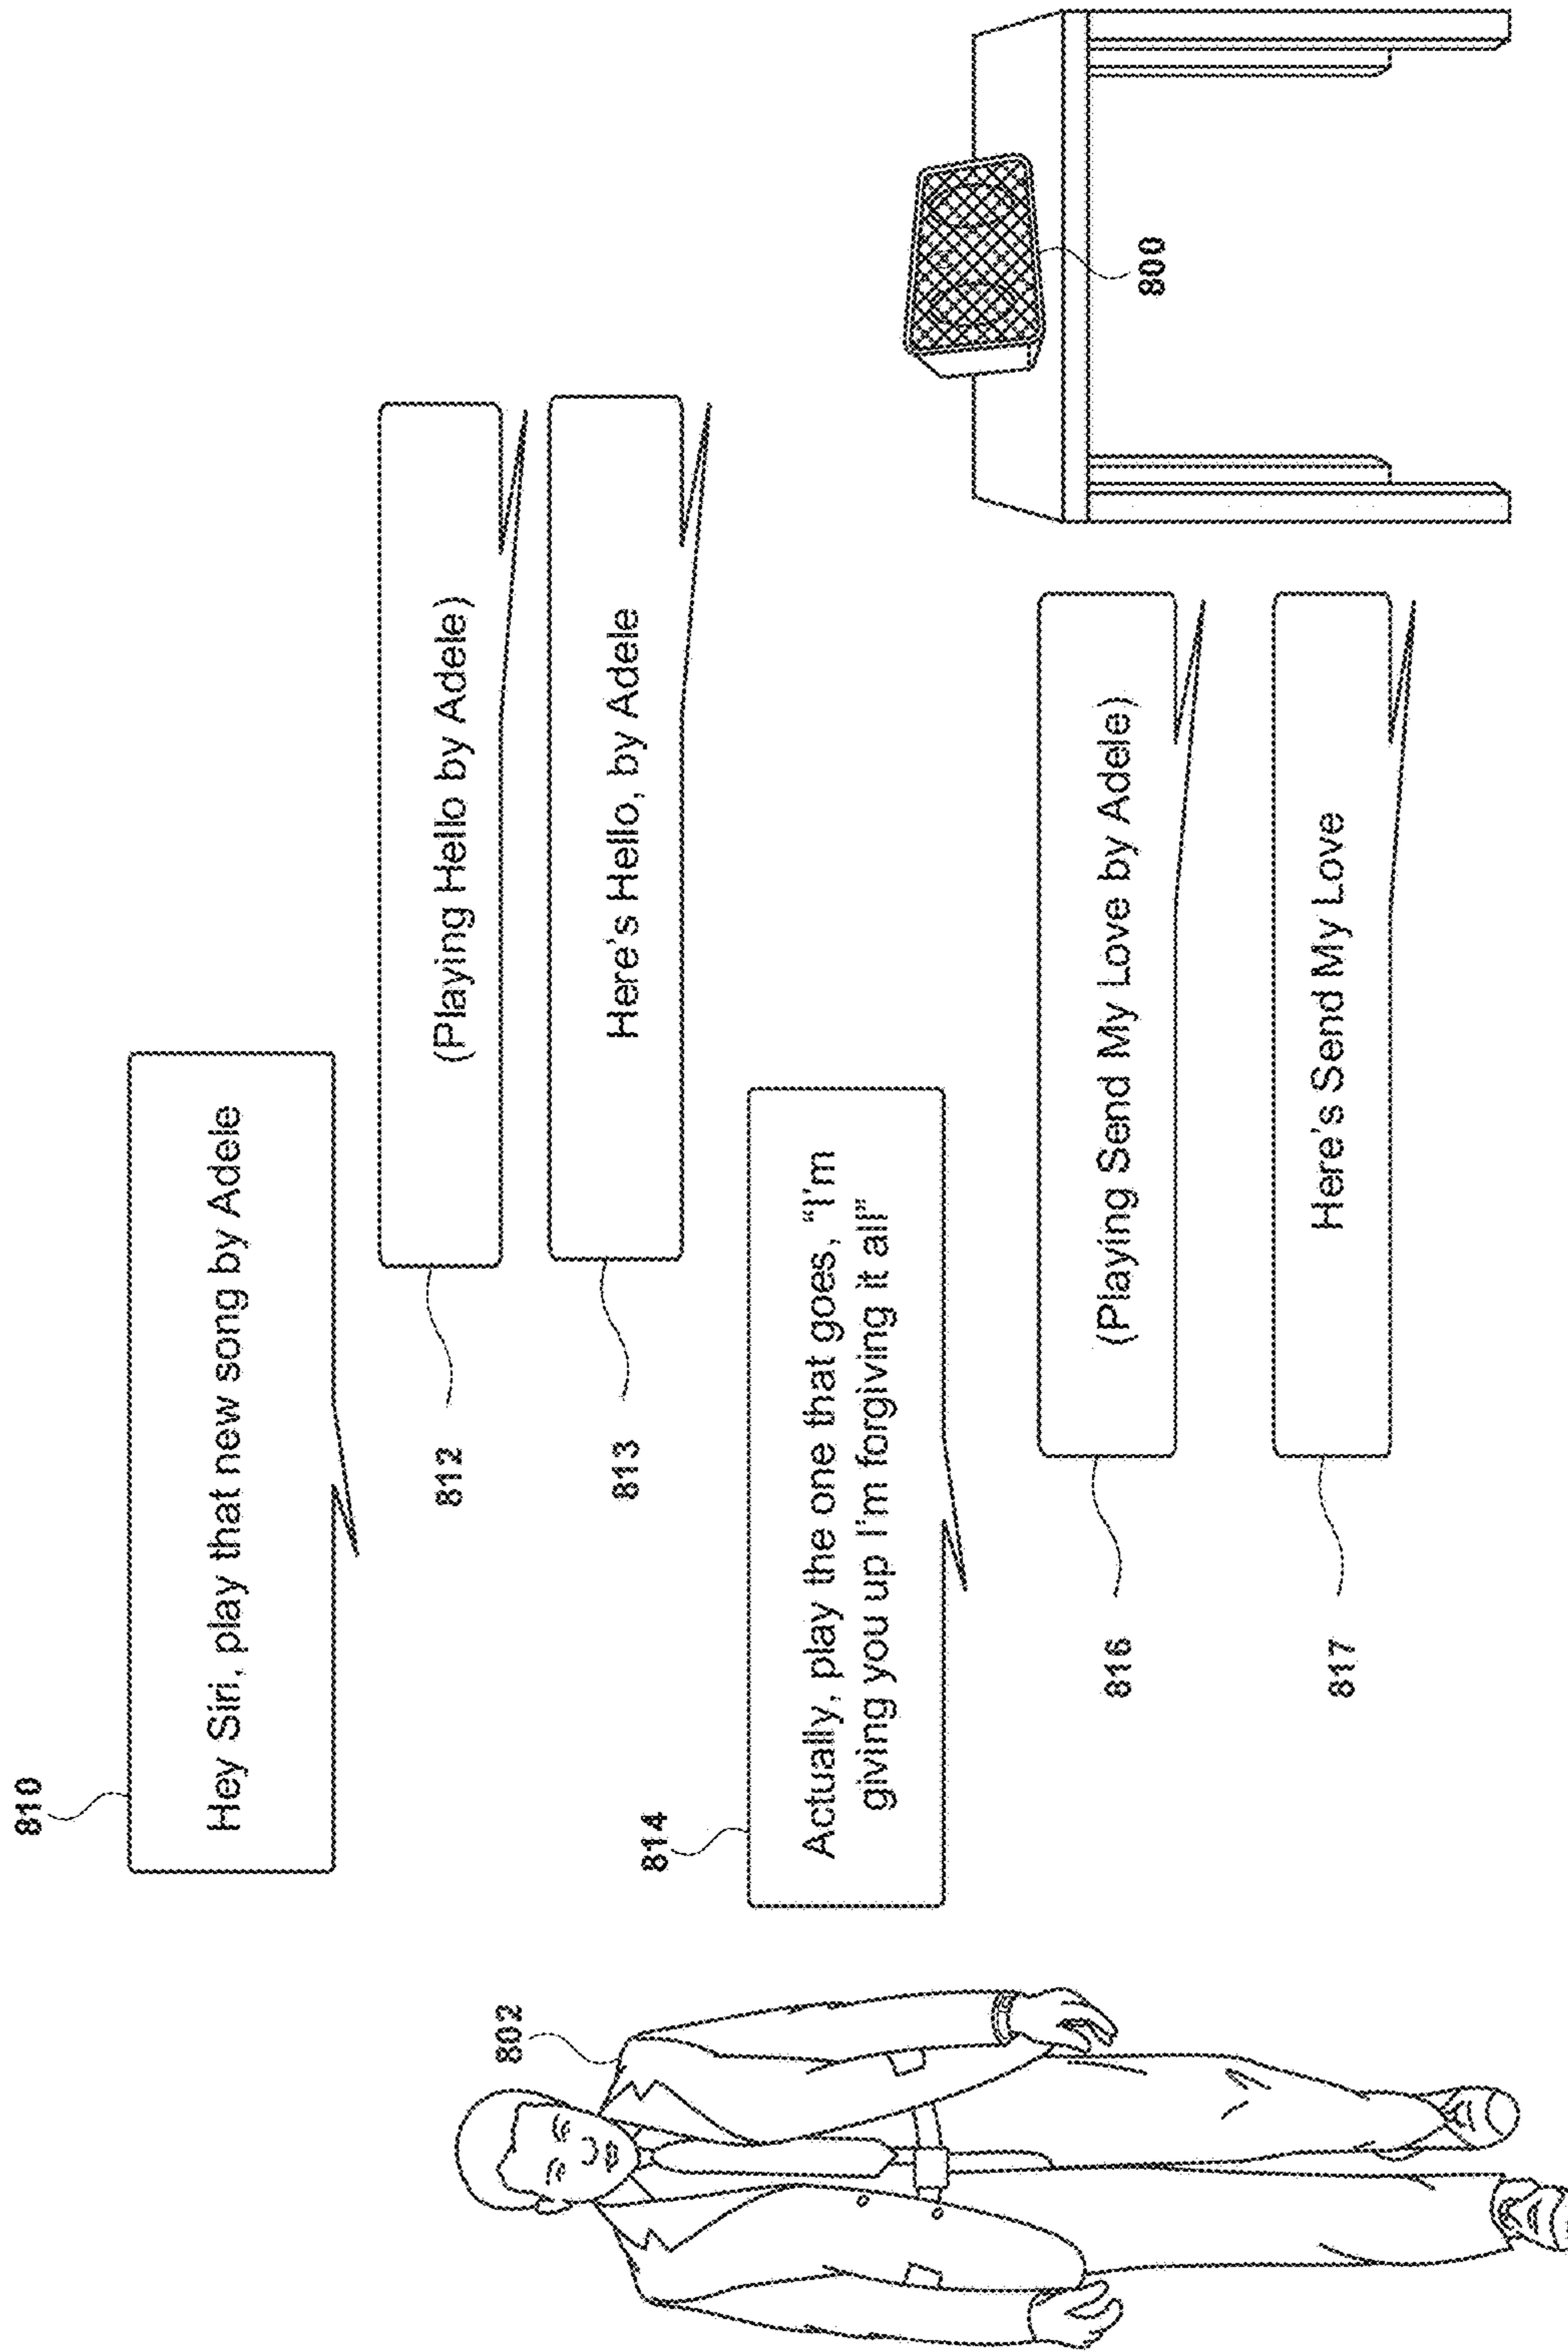 810
Hey Siri, play that new song by Adele
(Playing Hello by Adele)
812
Here's Hello, by Adele
813
814
Actually, play the one that goes, "I'm
giving you up I'm forgiving it all"
802
(Playing Send My Love by Adele)
816
Here's Send My Love
817
800